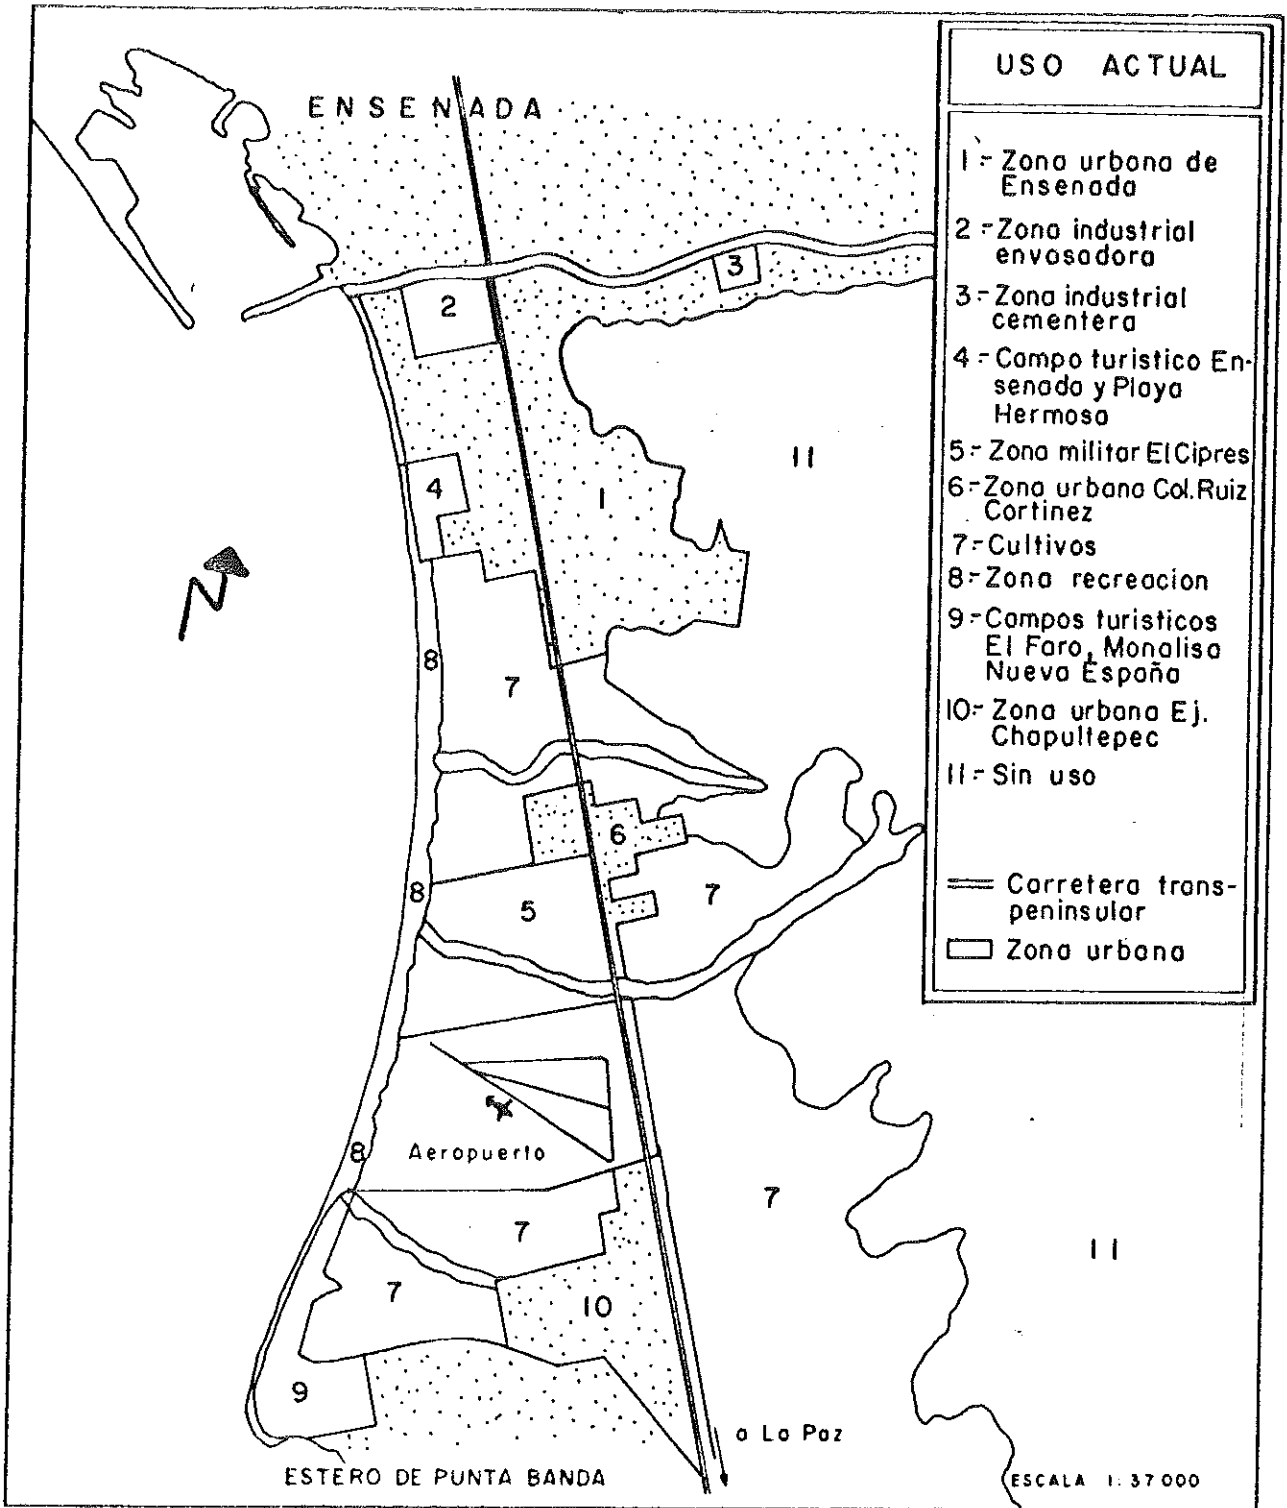 ENSENADA
USO ACTUAL
1.- Zona urbana de
Ensenada
2.- Zona industrial
envasadora
3.- Zona industrial
cementera
4.- Campo turistico En-
senada y Playa
Hermosa
5.- Zona militar El Cipres
6.- Zona urbana Col. Ruiz
Cortinez
7.- Cultivos
8.- Zona recreacion
9.- Campos turisticos
El Faro, Monalisa
Nueva España
10.- Zona urbana Ej.
Chapultepec
11.- Sin uso
Carretera trans-
peninsular
Zona urbana
3
2
11
4
1
N
8
7
6
8
5
7
8
Aeropuerto
7
7
11
7
10
9
a La Paz
ESTERO DE PUNTA BANDA
ESCALA 1:37000